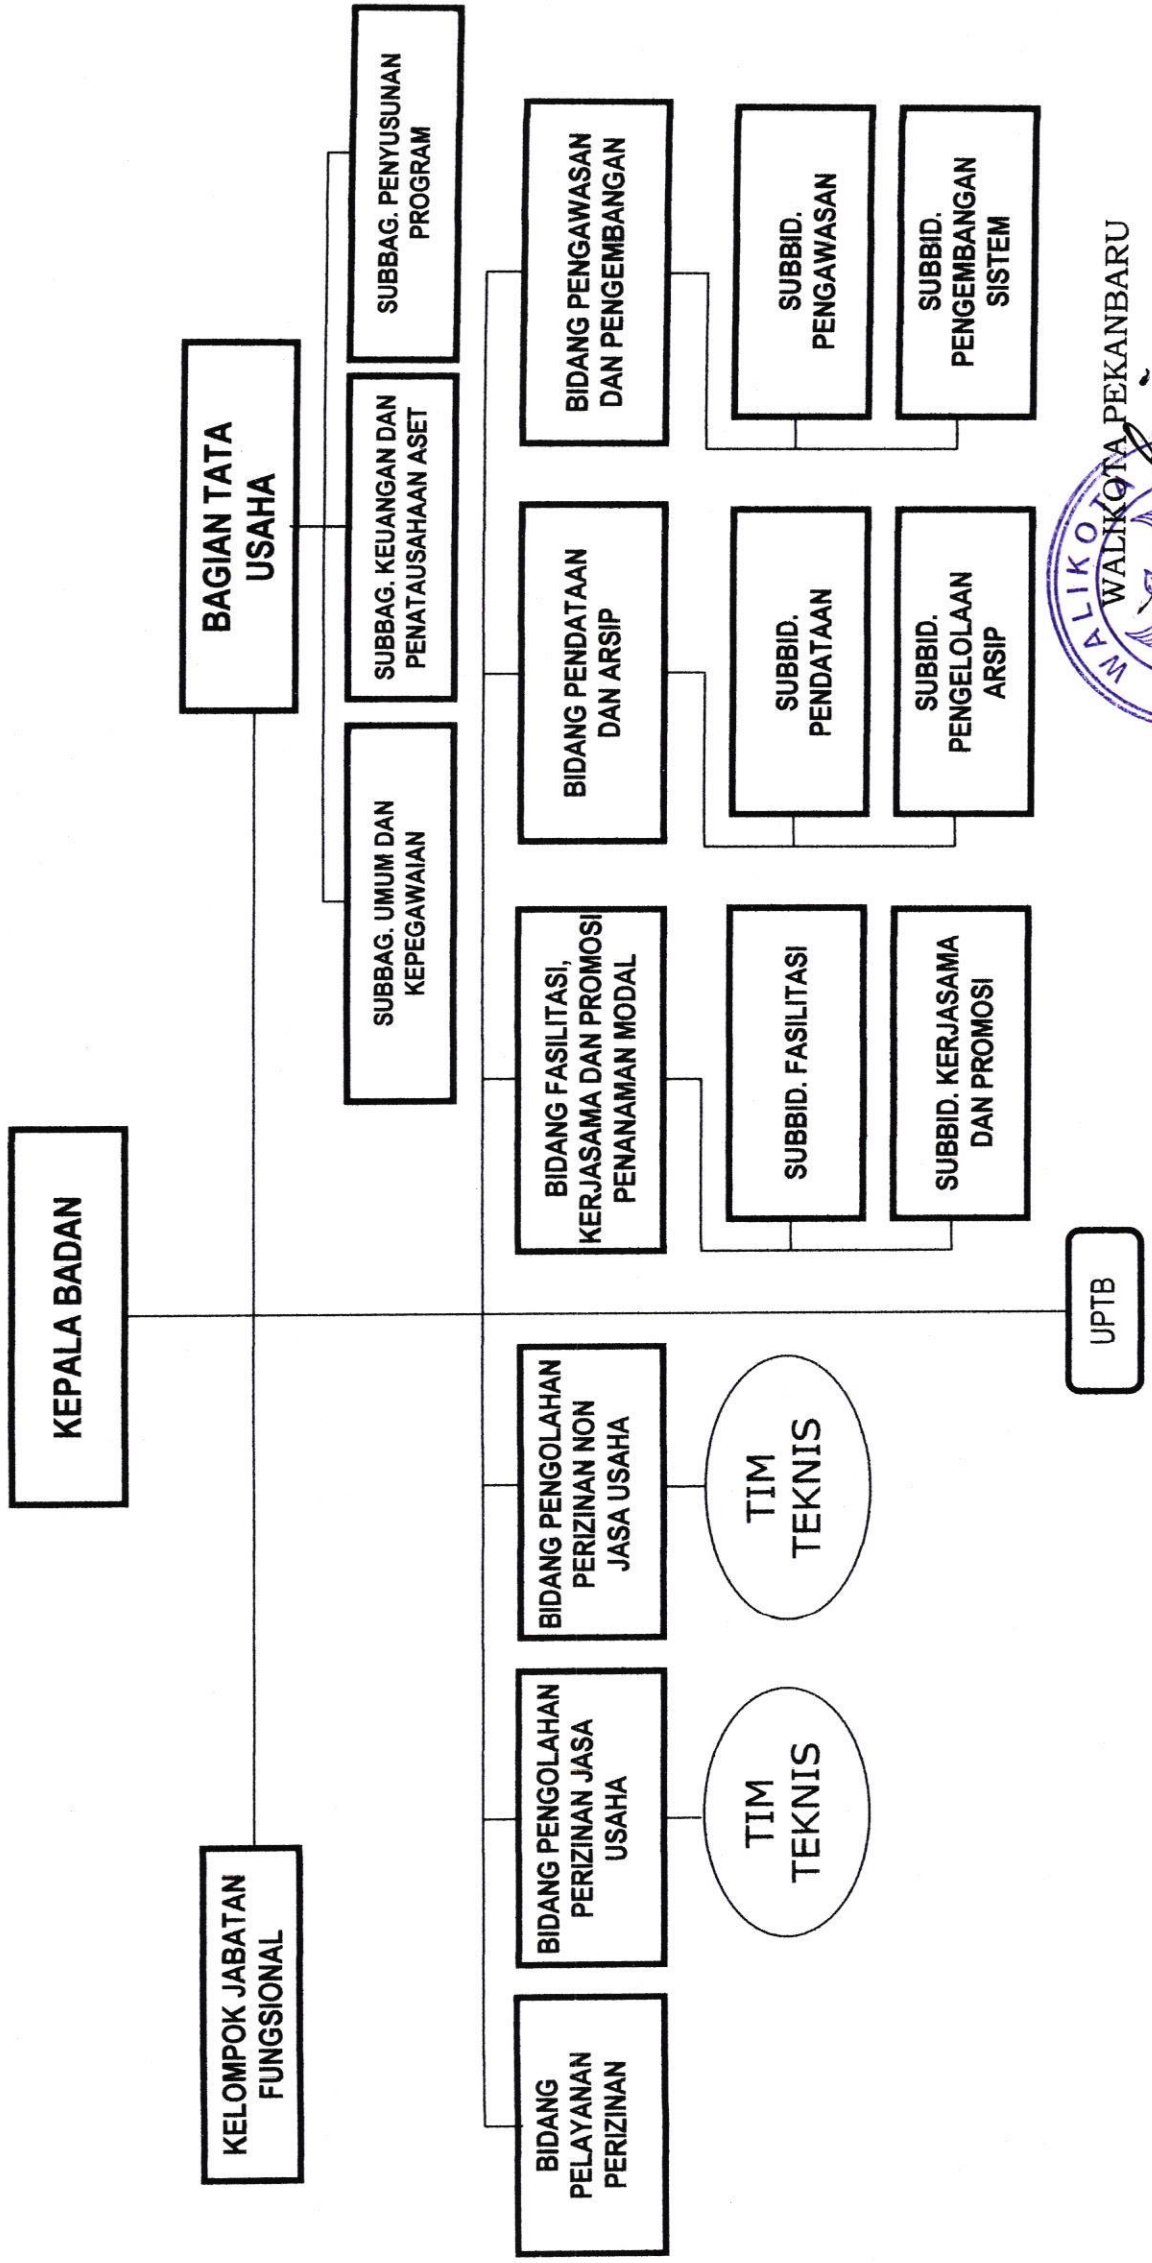 KEPALA BADAN
KELOMPOK JABATAN
FUNGSIONAL
BAGIAN TATA
USAHA
SUBBAG. UMUM DAN
KEPEGAWAIAN
SUBBAG. KEUANGAN DAN
PENATAUSAHAAN ASET
SUBBAG. PENYUSUNAN
PROGRAM
BIDANG
PELAYANAN
PERIZINAN
BIDANG PENGOLAHAN
PERIZINAN JASA
USAHA
BIDANG PENGOLAHAN
PERIZINAN NON
JASA USAHA
BIDANG FASILITASI,
KERJASAMA DAN PROMOSI
PENANAMAN MODAL
BIDANG PENDATAAN
DAN ARSIP
BIDANG PENGAWASAN
DAN PENGEMBANGAN
TIM
TEKNIS
TIM
TEKNIS
SUBBID. FASILITASI
SUBBID.
PENDATAAN
SUBBID.
PENGAWASAN
SUBBID. KERJASAMA
DAN PROMOSI
SUBBID.
PENGELOLAAN
ARSIP
SUBBID.
PENGEMBANGAN
SISTEM
UPTB
WALIKOTA
WALIKOTA PEKANBARU